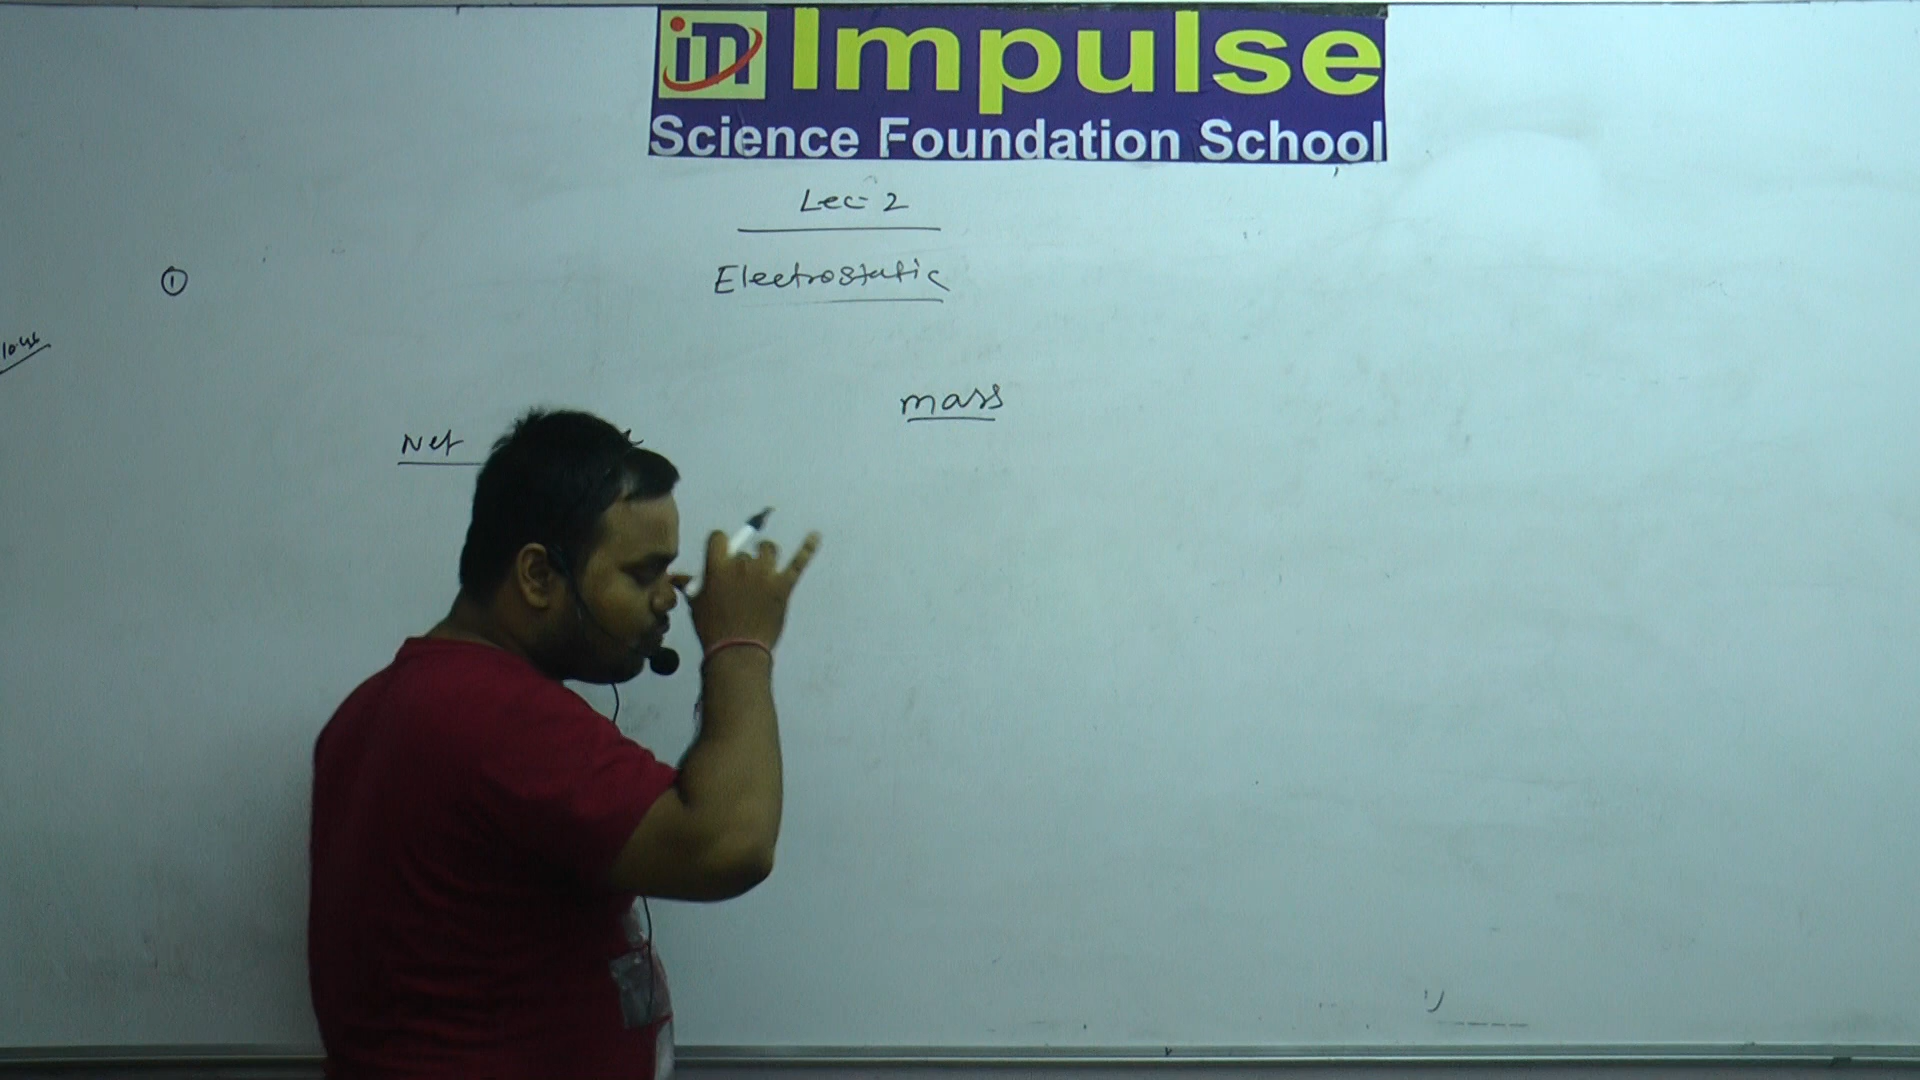 Impulse
Science Foundation School
Lec-2
Electrostatic
①
mass
Net